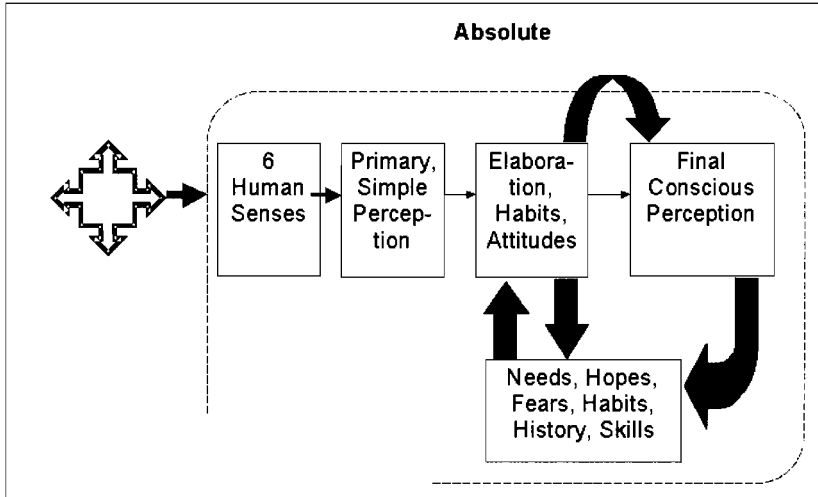 Absolute
6
Human
Senses
Primary,
Simple
Percep-
tion
Elabora-
tion,
Habits,
Attitudes
Final
Conscious
Perception
Needs, Hopes,
Fears, Habits,
History, Skills